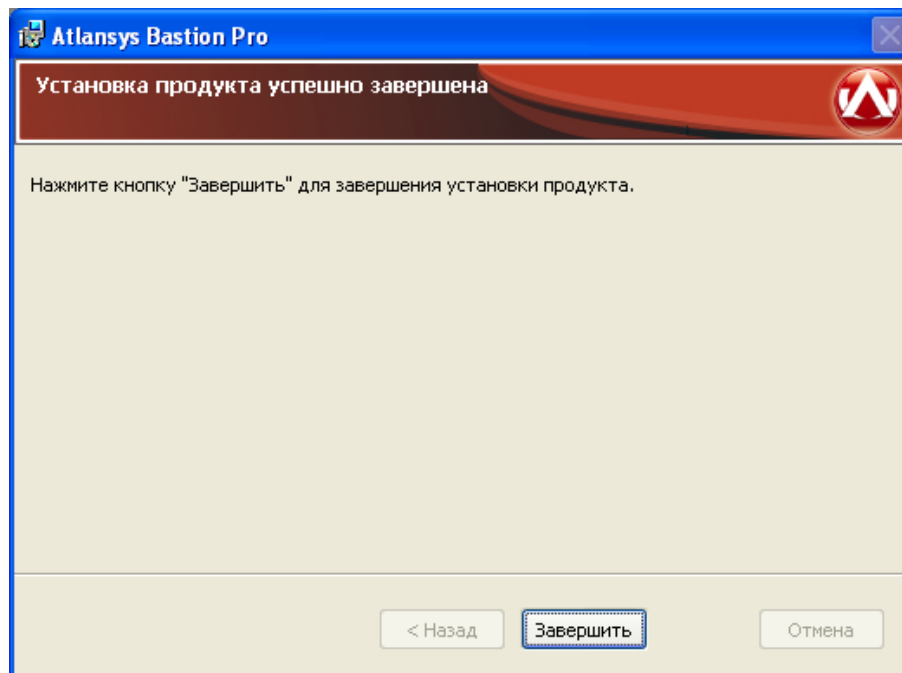 Atlansys Bastion Pro
Установка продукта успешно завершена
Нажмите кнопку "Завершить" для завершения установки продукта.
< Назад
Завершить
Отмена